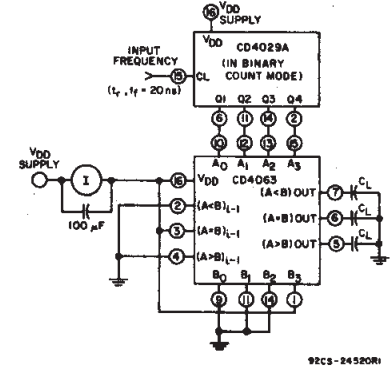 16 VDD SUPPLY
VDD
CD4029A
(IN BINARY COUNT MODE)
INPUT FREQUENCY
15 CL
(tr, tf = 20 ns)
Q1 Q2 Q3 Q4
6 11 14 2
10 12 13 15
A0 A1 A2 A3
VDD SUPPLY
I
100 µF
16 VDD
CD4063
2 (A<B)i-1
3 (A=B)i-1
4 (A>B)i-1
(A<B)OUT 7 CL
(A=B)OUT 6 CL
(A>B)OUT 5 CL
B0 B1 B2 B3
9 11 14 1
92CS-24520R1